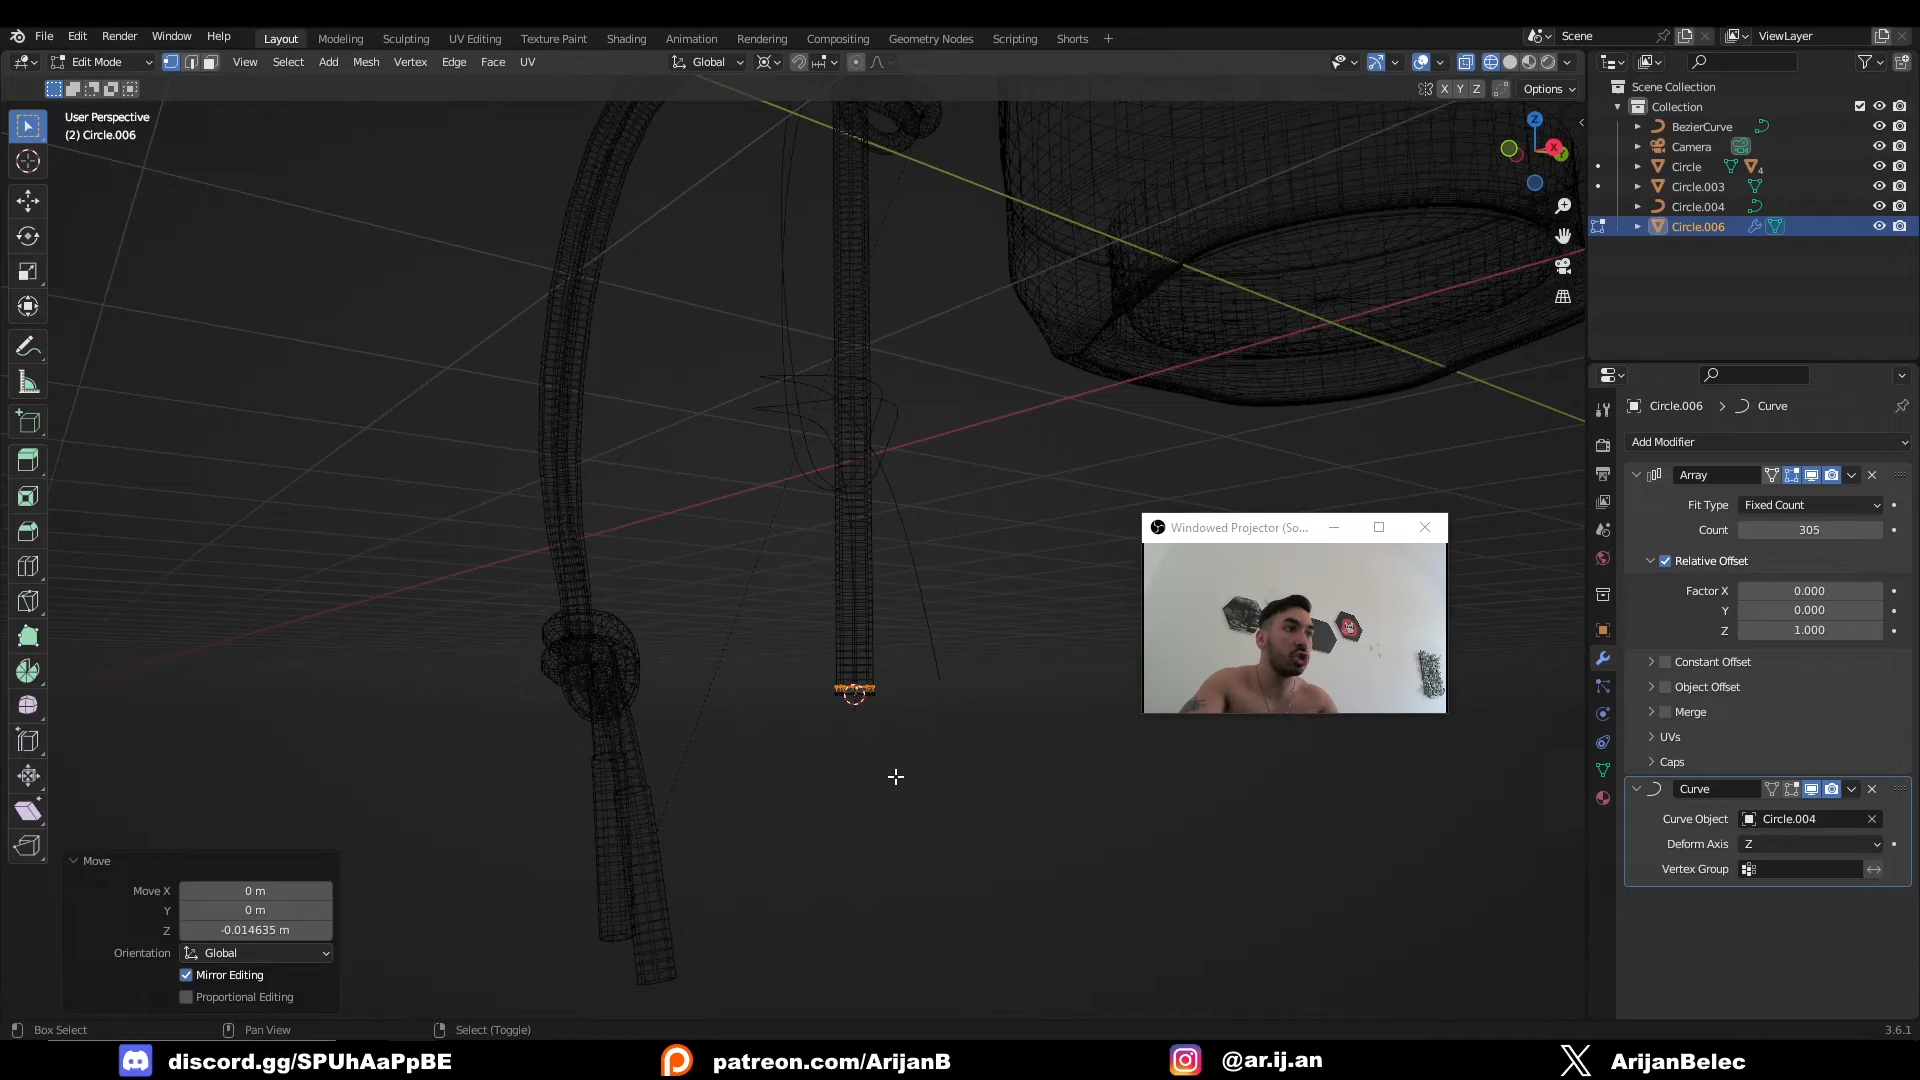 File Edit Render Window Help Layout Modeling Sculpting UV Editing Texture Paint Shading Animation Rendering Compositing Geometry Nodes Scripting Shorts + Scene ViewLayer
Edit Mode View Select Add Mesh Vertex Edge Face UV Global
X Y Z Options
User Perspective
(2) Circle.006
Scene Collection
Collection
BezierCurve
Camera
Circle 4
Circle.003
Circle.004
Circle.006
Z
X
Circle.006 > Curve
Add Modifier
Array
Fit Type Fixed Count
Count 305
Relative Offset
Factor X 0.000
Y 0.000
Z 1.000
Constant Offset
Object Offset
Merge
UVs
Caps
Curve
Curve Object Circle.004
Deform Axis Z
Vertex Group
Windowed Projector (So...
Move
Move X 0 m
Y 0 m
Z -0.014635 m
Orientation Global
Mirror Editing
Proportional Editing
Box Select Pan View Select (Toggle) 3.6.1
discord.gg/SPUhAaPpBE patreon.com/ArijanB @ar.ij.an ArijanBelec